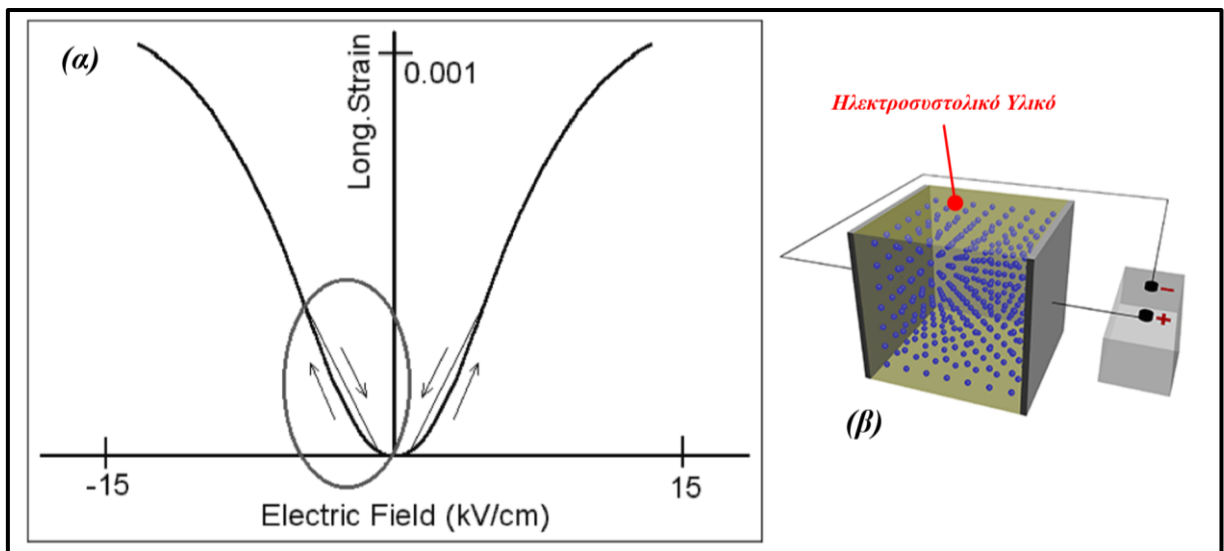 (α)
Long.Strain
0.001
-15
15
Electric Field (kV/cm)
Ηλεκτροσυστολικό Υλικό
−
+
(β)